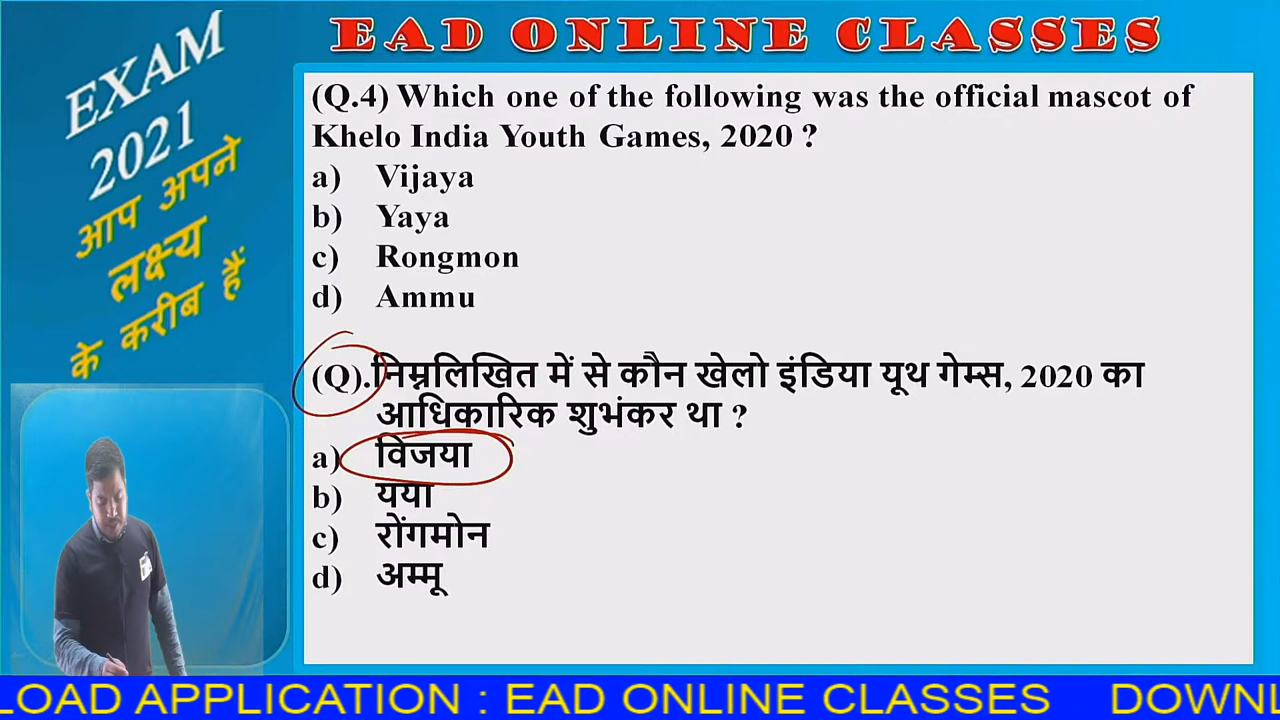 EAD ONLINE CLASSES
EXAM
2021
आप अपने
लक्ष्य
के करीब हैं
(Q.4) Which one of the following was the official mascot of
Khelo India Youth Games, 2020 ?
a) Vijaya
b) Yaya
c) Rongmon
d) Ammu
(Q).निम्नलिखित में से कौन खेलो इंडिया यूथ गेम्स, 2020 का
आधिकारिक शुभंकर था ?
a) विजया
b) यया
c) रोंगमोन
d) अम्मू
LOAD APPLICATION : EAD ONLINE CLASSES DOWNL